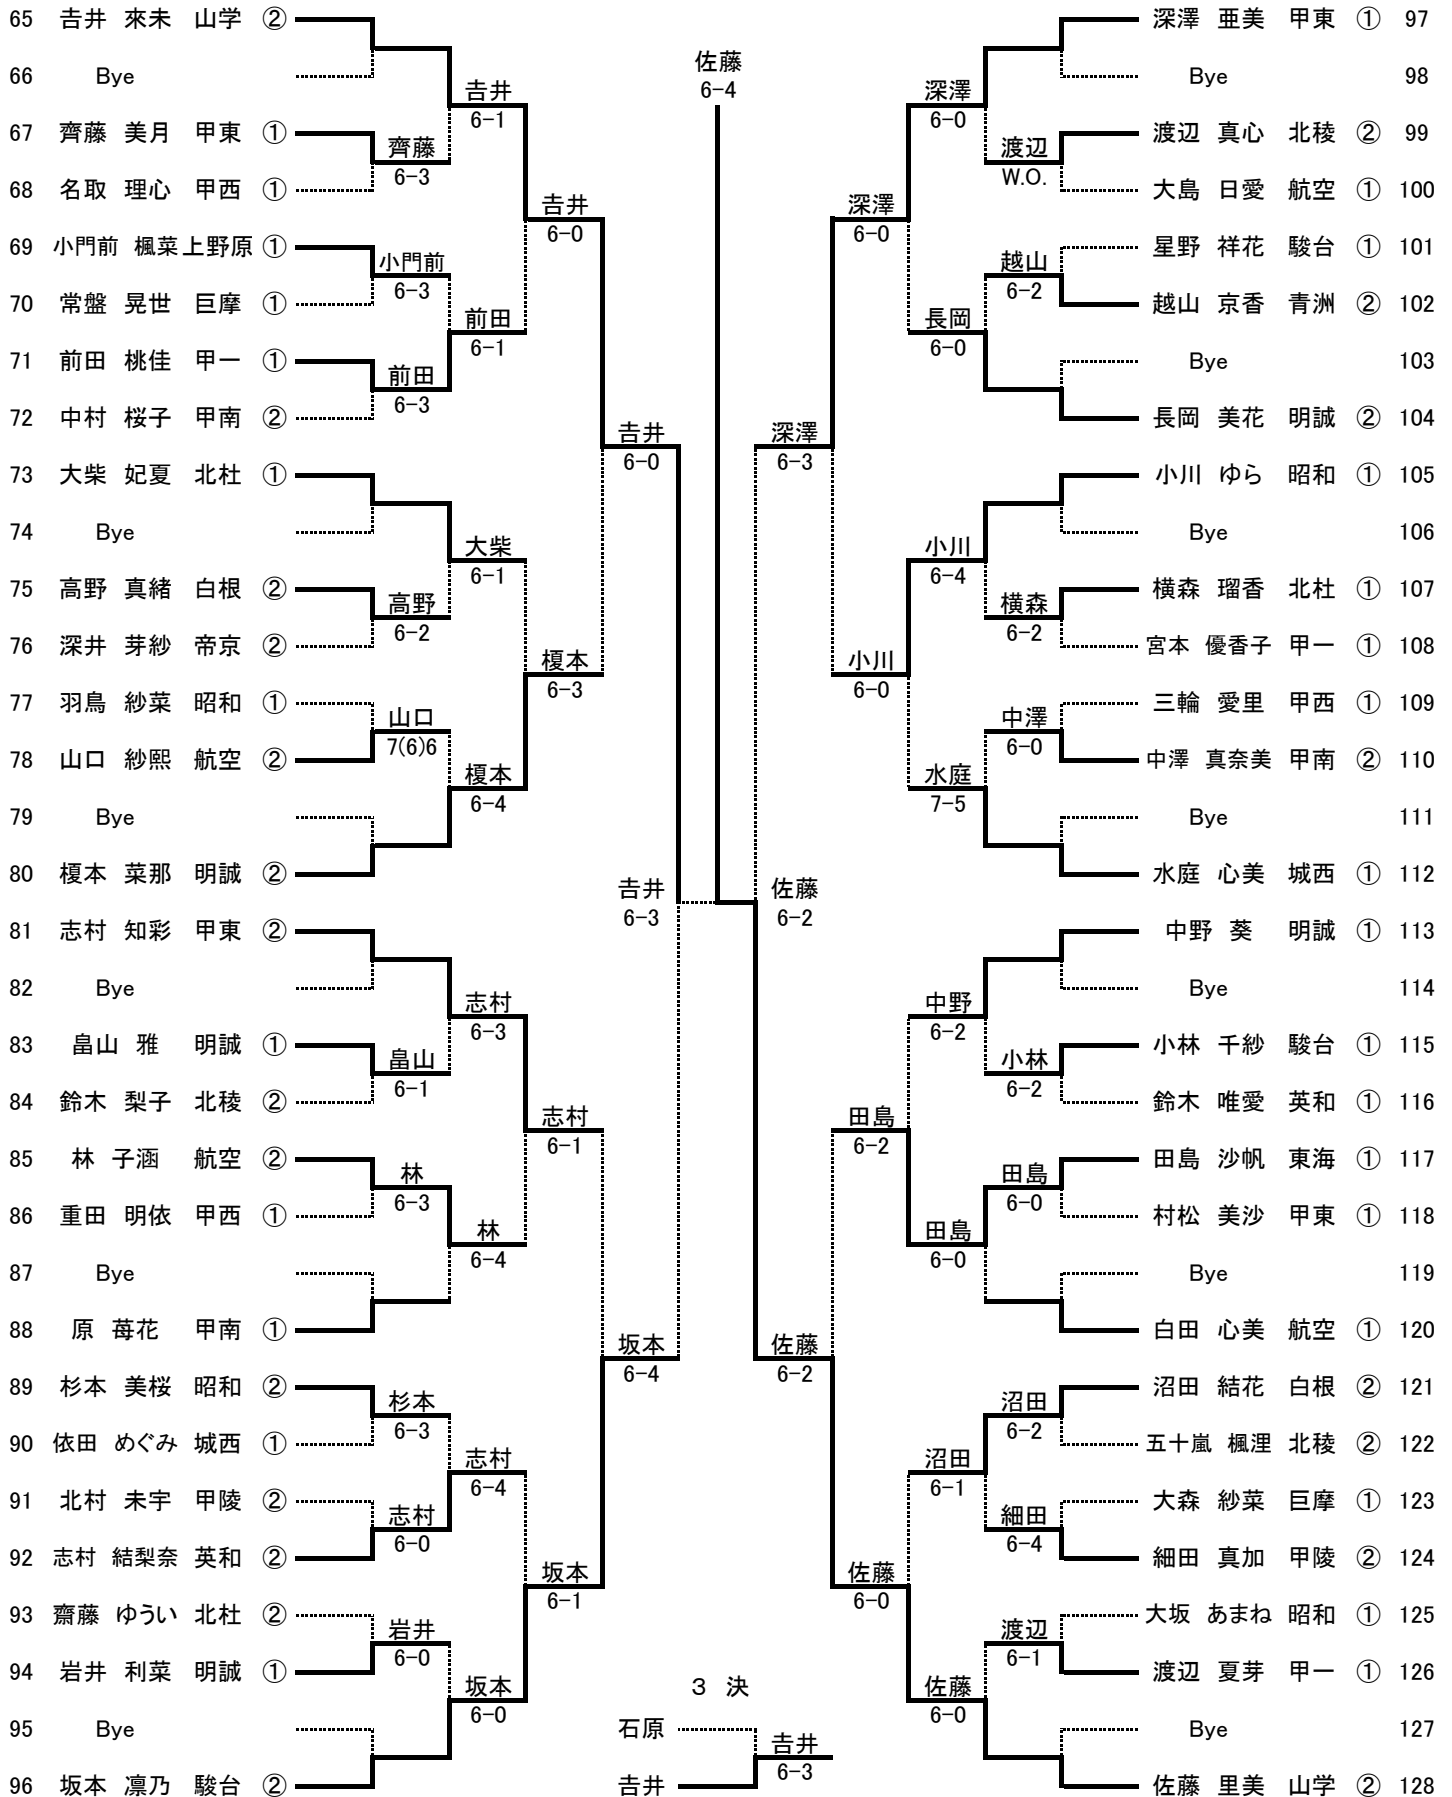 65 𠮷井 來未 山学 ②
66 Bye
67 齊藤 美月 甲東 ①
68 名取 理心 甲西 ①
69 小門前 楓菜 上野原 ①
70 常盤 晃世 巨摩 ①
71 前田 桃佳 甲一 ①
72 中村 桜子 甲南 ②
73 大柴 妃夏 北杜 ①
74 Bye
75 高野 真緒 白根 ②
76 深井 芽紗 帝京 ②
77 羽鳥 紗菜 昭和 ①
78 山口 紗熙 航空 ②
79 Bye
80 榎本 菜那 明誠 ②
81 志村 知彩 甲東 ②
82 Bye
83 畠山 雅 明誠 ①
84 鈴木 梨子 北稜 ②
85 林 子涵 航空 ②
86 重田 明依 甲西 ①
87 Bye
88 原 苺花 甲南 ①
89 杉本 美桜 昭和 ②
90 依田 めぐみ 城西 ①
91 北村 未宇 甲陵 ②
92 志村 結梨奈 英和 ②
93 齋藤 ゆうい 北杜 ②
94 岩井 利菜 明誠 ①
95 Bye
96 坂本 凛乃 駿台 ②
齊藤
6-3
小門前
6-3
前田
6-3
高野
6-2
山口
7(6)6
畠山
6-1
林
6-3
杉本
6-3
志村
6-0
岩井
6-0
𠮷井
6-1
前田
6-1
大柴
6-1
榎本
6-4
志村
6-3
林
6-4
志村
6-4
坂本
6-0
𠮷井
6-0
榎本
6-3
志村
6-1
坂本
6-1
𠮷井
6-0
坂本
6-4
𠮷井
6-3
佐藤
6-4
佐藤
6-2
深澤
6-3
佐藤
6-2
深澤
6-0
小川
6-0
田島
6-2
佐藤
6-0
深澤
6-0
長岡
6-0
小川
6-4
水庭
7-5
中野
6-2
田島
6-0
沼田
6-1
佐藤
6-0
渡辺
W.O.
越山
6-2
横森
6-2
中澤
6-0
小林
6-2
田島
6-0
沼田
6-2
細田
6-4
渡辺
6-1
深澤 亜美 甲東 ① 97
Bye 98
渡辺 真心 北稜 ② 99
大島 日愛 航空 ① 100
星野 祥花 駿台 ① 101
越山 京香 青洲 ② 102
Bye 103
長岡 美花 明誠 ② 104
小川 ゆら 昭和 ① 105
Bye 106
横森 瑠香 北杜 ① 107
宮本 優香子 甲一 ① 108
三輪 愛里 甲西 ① 109
中澤 真奈美 甲南 ② 110
Bye 111
水庭 心美 城西 ① 112
中野 葵 明誠 ① 113
Bye 114
小林 千紗 駿台 ① 115
鈴木 唯愛 英和 ① 116
田島 沙帆 東海 ① 117
村松 美沙 甲東 ① 118
Bye 119
白田 心美 航空 ① 120
沼田 結花 白根 ② 121
五十嵐 楓浬 北稜 ② 122
大森 紗菜 巨摩 ① 123
細田 真加 甲陵 ② 124
大坂 あまね 昭和 ① 125
渡辺 夏芽 甲一 ① 126
Bye 127
佐藤 里美 山学 ② 128
３ 決
石原
𠮷井
𠮷井
6-3